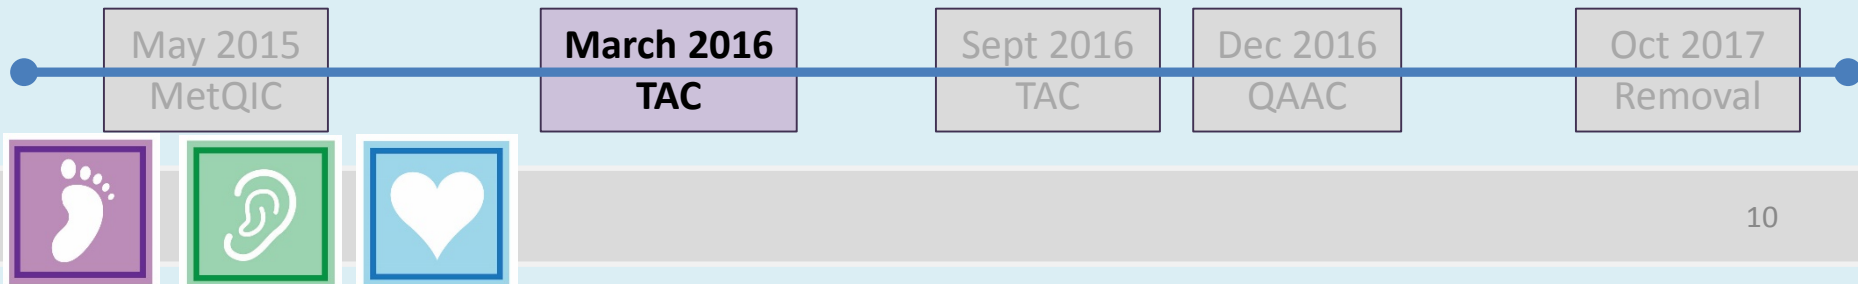 May 2015
MetQIC
March 2016
TAC
Sept 2016
TAC
Dec 2016
QAAC
Oct 2017
Removal
10